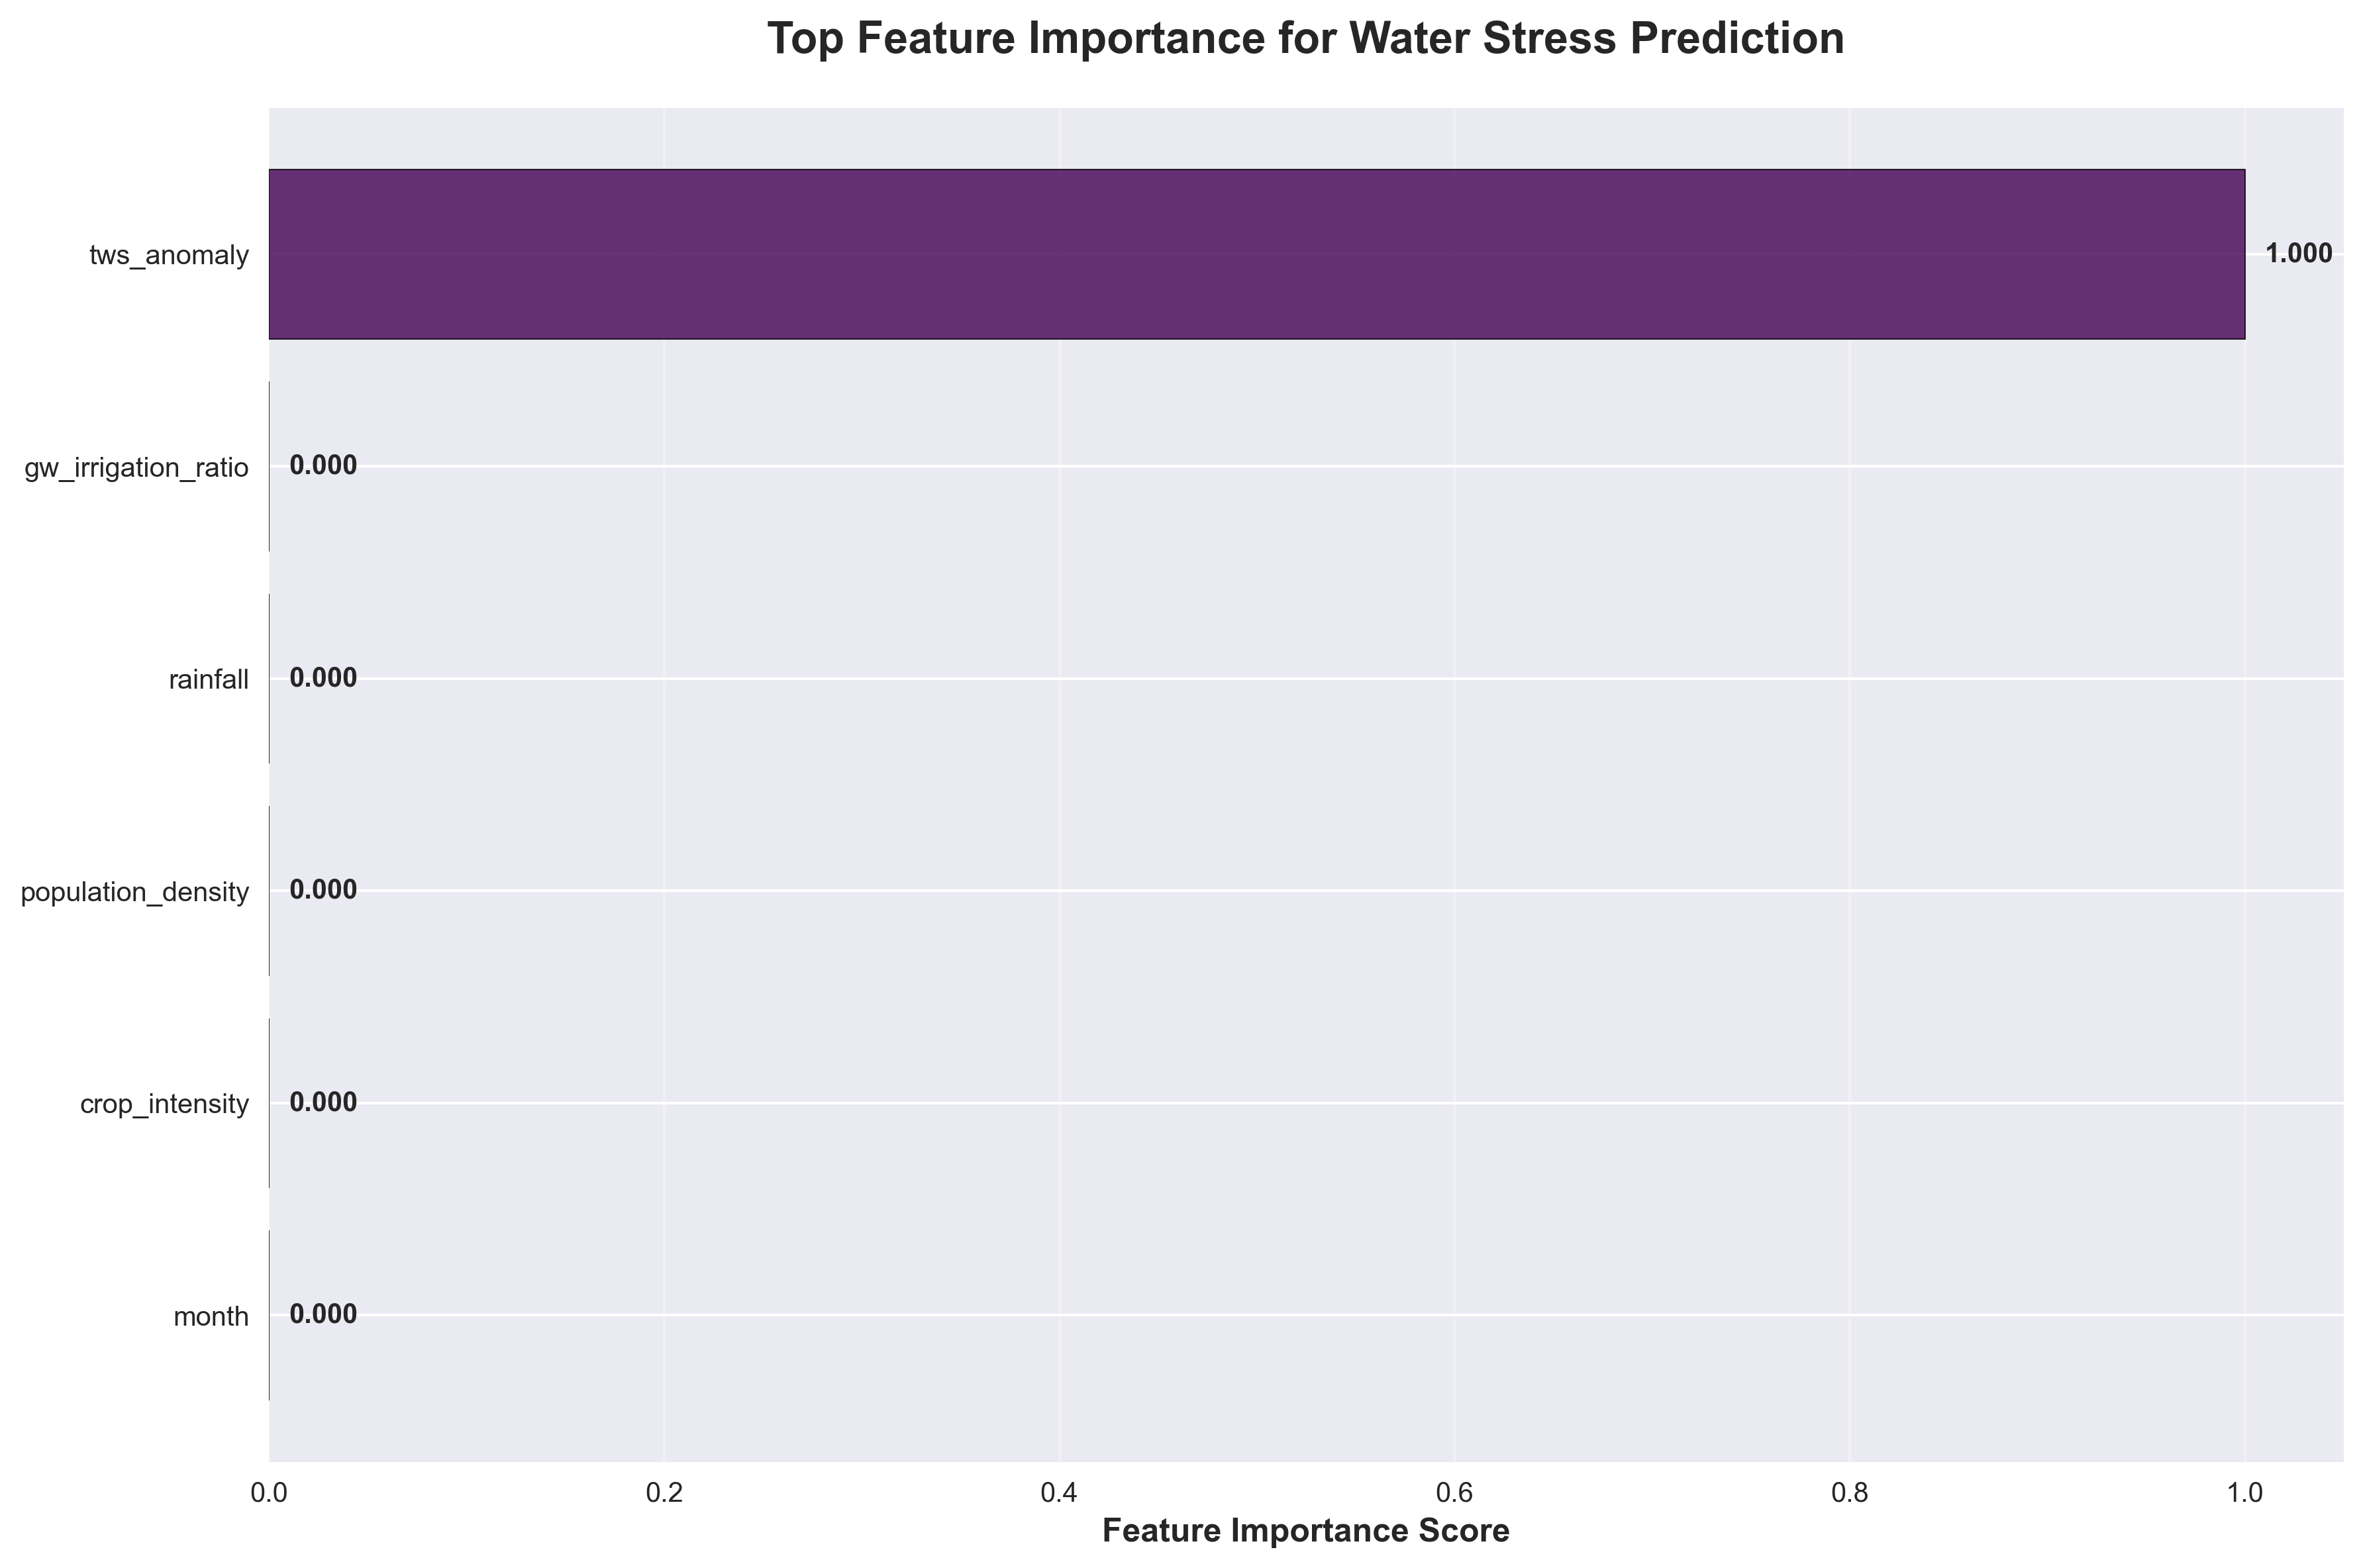 Top Feature Importance for Water Stress Prediction
tws_anomaly
1.000
gw_irrigation_ratio
0.000
rainfall
0.000
population_density
0.000
crop_intensity
0.000
month
0.000
0.0 0.2 0.4 0.6 0.8 1.0
Feature Importance Score